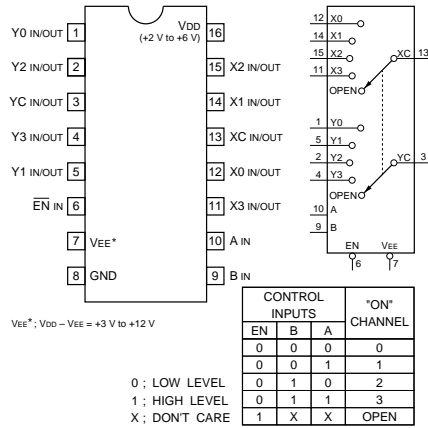 Y0 IN/OUT 1
VDD
(+2 V to +6 V)
16
Y2 IN/OUT 2
15 X2 IN/OUT
YC IN/OUT 3
14 X1 IN/OUT
Y3 IN/OUT 4
13 XC IN/OUT
Y1 IN/OUT 5
12 X0 IN/OUT
EN IN 6
11 X3 IN/OUT
7 VEE*
10 A IN
8 GND
9 B IN
12 X0
14 X1
15 X2
XC 13
11 X3
OPEN
1 Y0
5 Y1
2 Y2
YC 3
4 Y3
OPEN
10 A
9 B
EN VEE
6 7
VEE* ; VDD – VEE = +3 V to +12 V
0 ; LOW LEVEL
1 ; HIGH LEVEL
X ; DON'T CARE
CONTROL
INPUTS
"ON"
CHANNEL
EN B A
0 0 0 0
0 0 1 1
0 1 0 2
0 1 1 3
1 X X OPEN